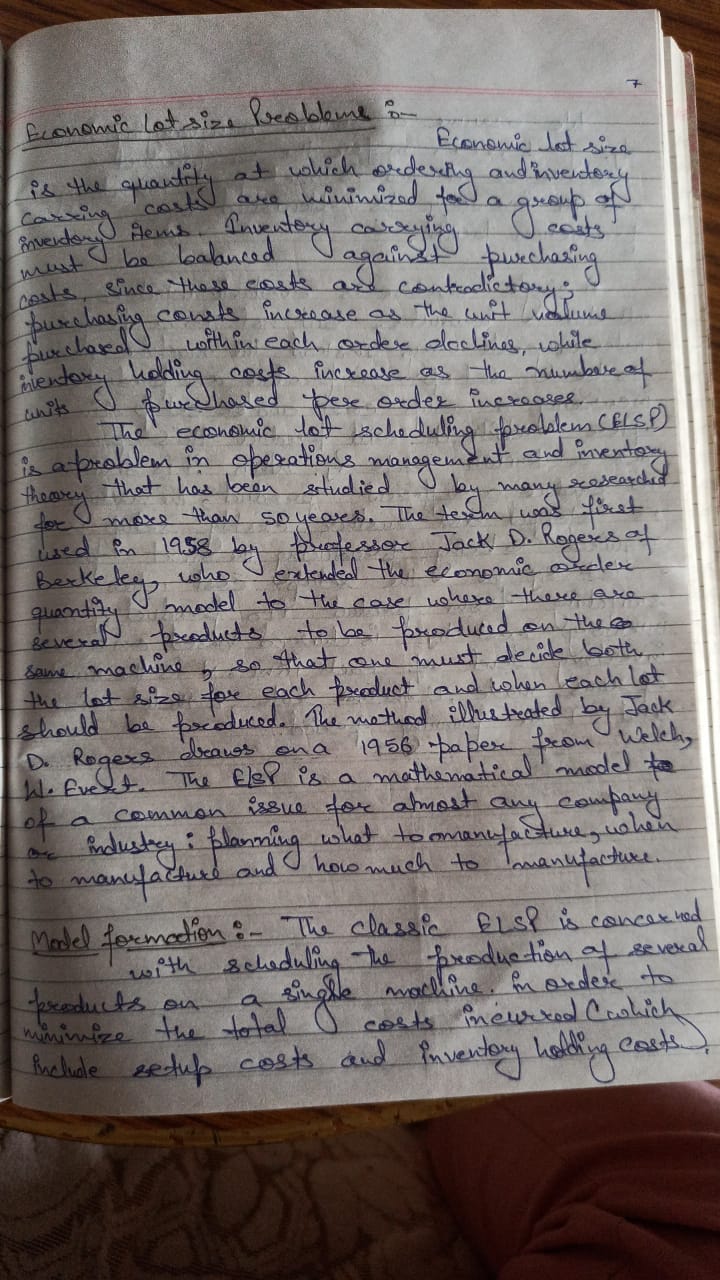 7
Economic lot size Problems :-
Economic lot size
is the quantity at which ordering and inventory
carring costs are minimized for a group of
inventory items. Inventory carrying costs
must be balanced against purchasing
costs, since these costs are contradictory;
purchasing consts increase as the unit volume
purchased within each order declines, while
inventory holding costs increase as the number of
units purchased per order increases.
The economic lot scheduling problem (ELSP)
is a problem in operations management and inventory
theory that has been studied by many researched
for more than 50 years. The term was first
used in 1958 by professor Jack D. Rogers of
Berkeley, who extended the economic order
quantity model to the case where there are
several products to be produced on the
same machine, so that one must decide both
the lot size for each product and when each lot
should be produced. The method illustrated by Jack
D. Rogers draws on a 1956 paper from Welch,
W. Evert. The ELSP is a mathematical model
of a common issue for almost any company
or industry : planning what to manufacture, when
to manufacture and how much to manufacture.
Model formation :- The classic ELSP is concerned
with scheduling the production of several
products on a single machine. in order to
minimize the total costs incurred (which
include setup costs and inventory holding costs).